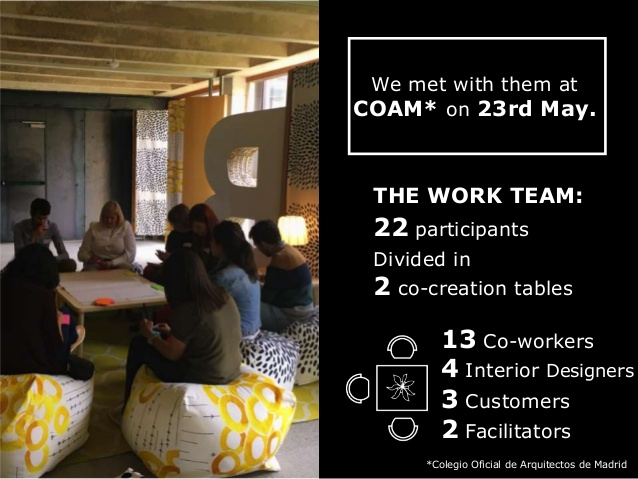 We met with them at
COAM* on 23rd May.
THE WORK TEAM:
22 participants
Divided in
2 co-creation tables
13 Co-workers
4 Interior Designers
3 Customers
2 Facilitators
*Colegio Oficial de Arquitectos de Madrid